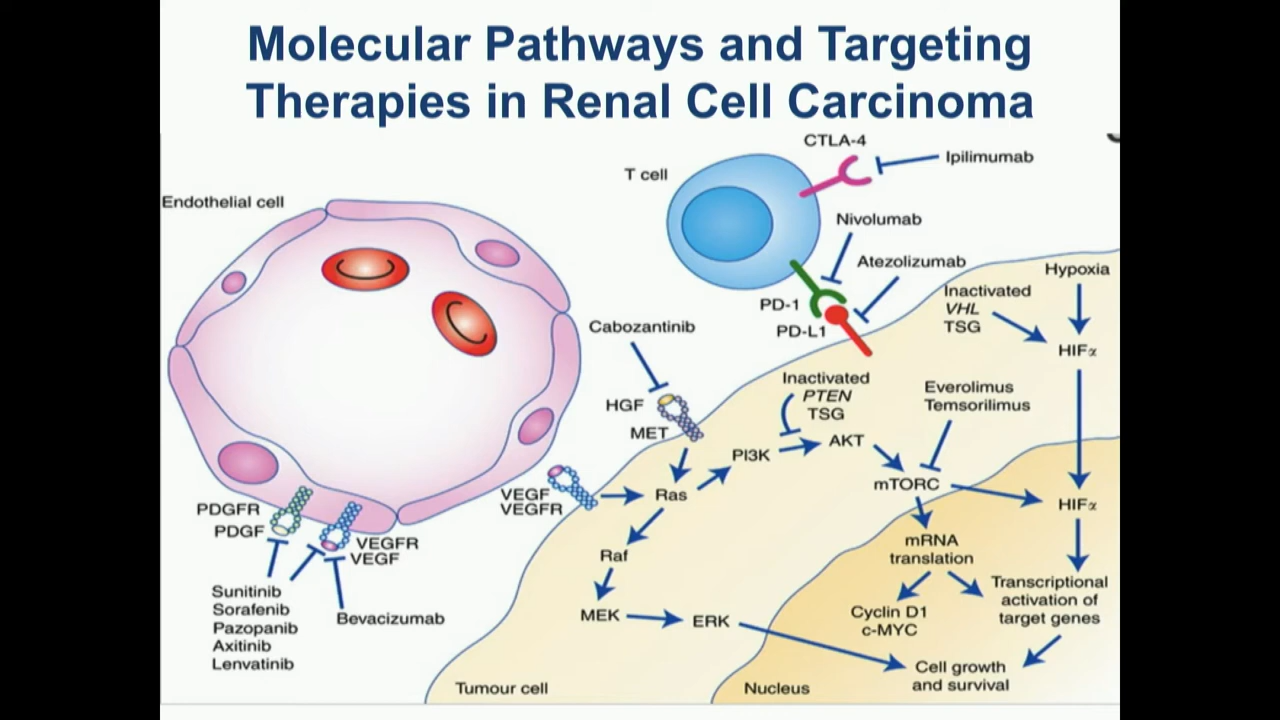 Molecular Pathways and Targeting
Therapies in Renal Cell Carcinoma
CTLA-4
Ipilimumab
T cell
Endothelial cell
Nivolumab
Atezolizumab
Hypoxia
Inactivated
VHL
TSG
PD-1
PD-L1
HIFα
Cabozantinib
Inactivated
PTEN
TSG
Everolimus
Temsorilimus
HGF
MET
PI3K
AKT
mTORC
VEGF
VEGFR
Ras
HIFα
PDGFR
PDGF
VEGFR
VEGF
Raf
mRNA
translation
Transcriptional
activation of
target genes
Sunitinib
Sorafenib
Pazopanib
Axitinib
Lenvatinib
Bevacizumab
MEK
ERK
Cyclin D1
c-MYC
Cell growth
and survival
Tumour cell
Nucleus